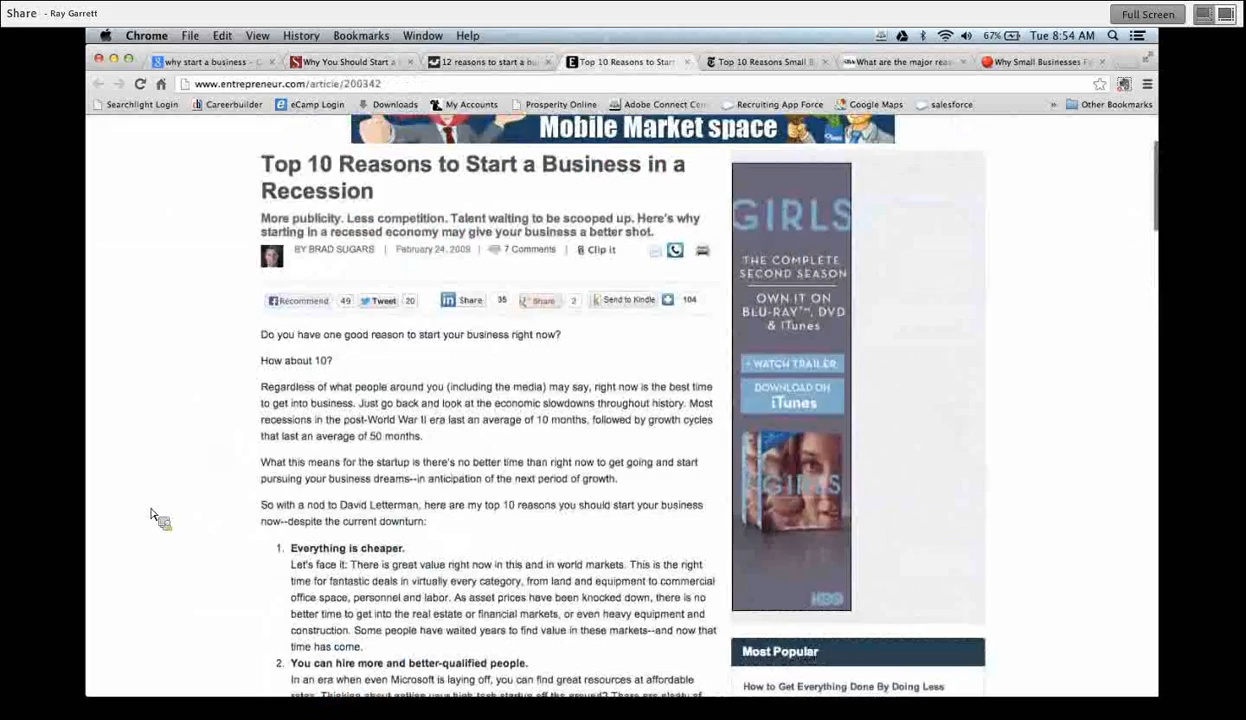 Share - Ray Garrett
Full Screen
Chrome File Edit View History Bookmarks Window Help
67% Tue 8:54 AM
why start a business - G
Why You Should Start a
12 reasons to start a bu
Top 10 Reasons to Start
Top 10 Reasons Small B
What are the major reas
Why Small Businesses F
www.entrepreneur.com/article/200342
Searchlight Login Careerbuilder eCamp Login Downloads My Accounts Prosperity Online Adobe Connect Cen Recruiting App Force Google Maps salesforce » Other Bookmarks
Mobile Market space
Top 10 Reasons to Start a Business in a
Recession
More publicity. Less competition. Talent waiting to be scooped up. Here's why
starting in a recessed economy may give your business a better shot.
BY BRAD SUGARS | February 24, 2009 | 7 Comments | Clip it
Recommend 49 Tweet 20 Share 35 Share 2 Send to Kindle 104
Do you have one good reason to start your business right now?
How about 10?
Regardless of what people around you (including the media) may say, right now is the best time
to get into business. Just go back and look at the economic slowdowns throughout history. Most
recessions in the post-World War II era last an average of 10 months, followed by growth cycles
that last an average of 50 months.
What this means for the startup is there's no better time than right now to get going and start
pursuing your business dreams--in anticipation of the next period of growth.
So with a nod to David Letterman, here are my top 10 reasons you should start your business
now--despite the current downturn:
1. Everything is cheaper.
Let's face it: There is great value right now in this and in world markets. This is the right
time for fantastic deals in virtually every category, from land and equipment to commercial
office space, personnel and labor. As asset prices have been knocked down, there is no
better time to get into the real estate or financial markets, or even heavy equipment and
construction. Some people have waited years to find value in these markets--and now that
time has come.
2. You can hire more and better-qualified people.
In an era when even Microsoft is laying off, you can find great resources at affordable
rates. Thinking about getting your high tech startup off the ground? There are plenty of
GIRLS
THE COMPLETE
SECOND SEASON
OWN IT ON
BLU-RAY™, DVD
& iTunes
WATCH TRAILER
DOWNLOAD ON
iTunes
GIRLS
HBO
Most Popular
How to Get Everything Done By Doing Less